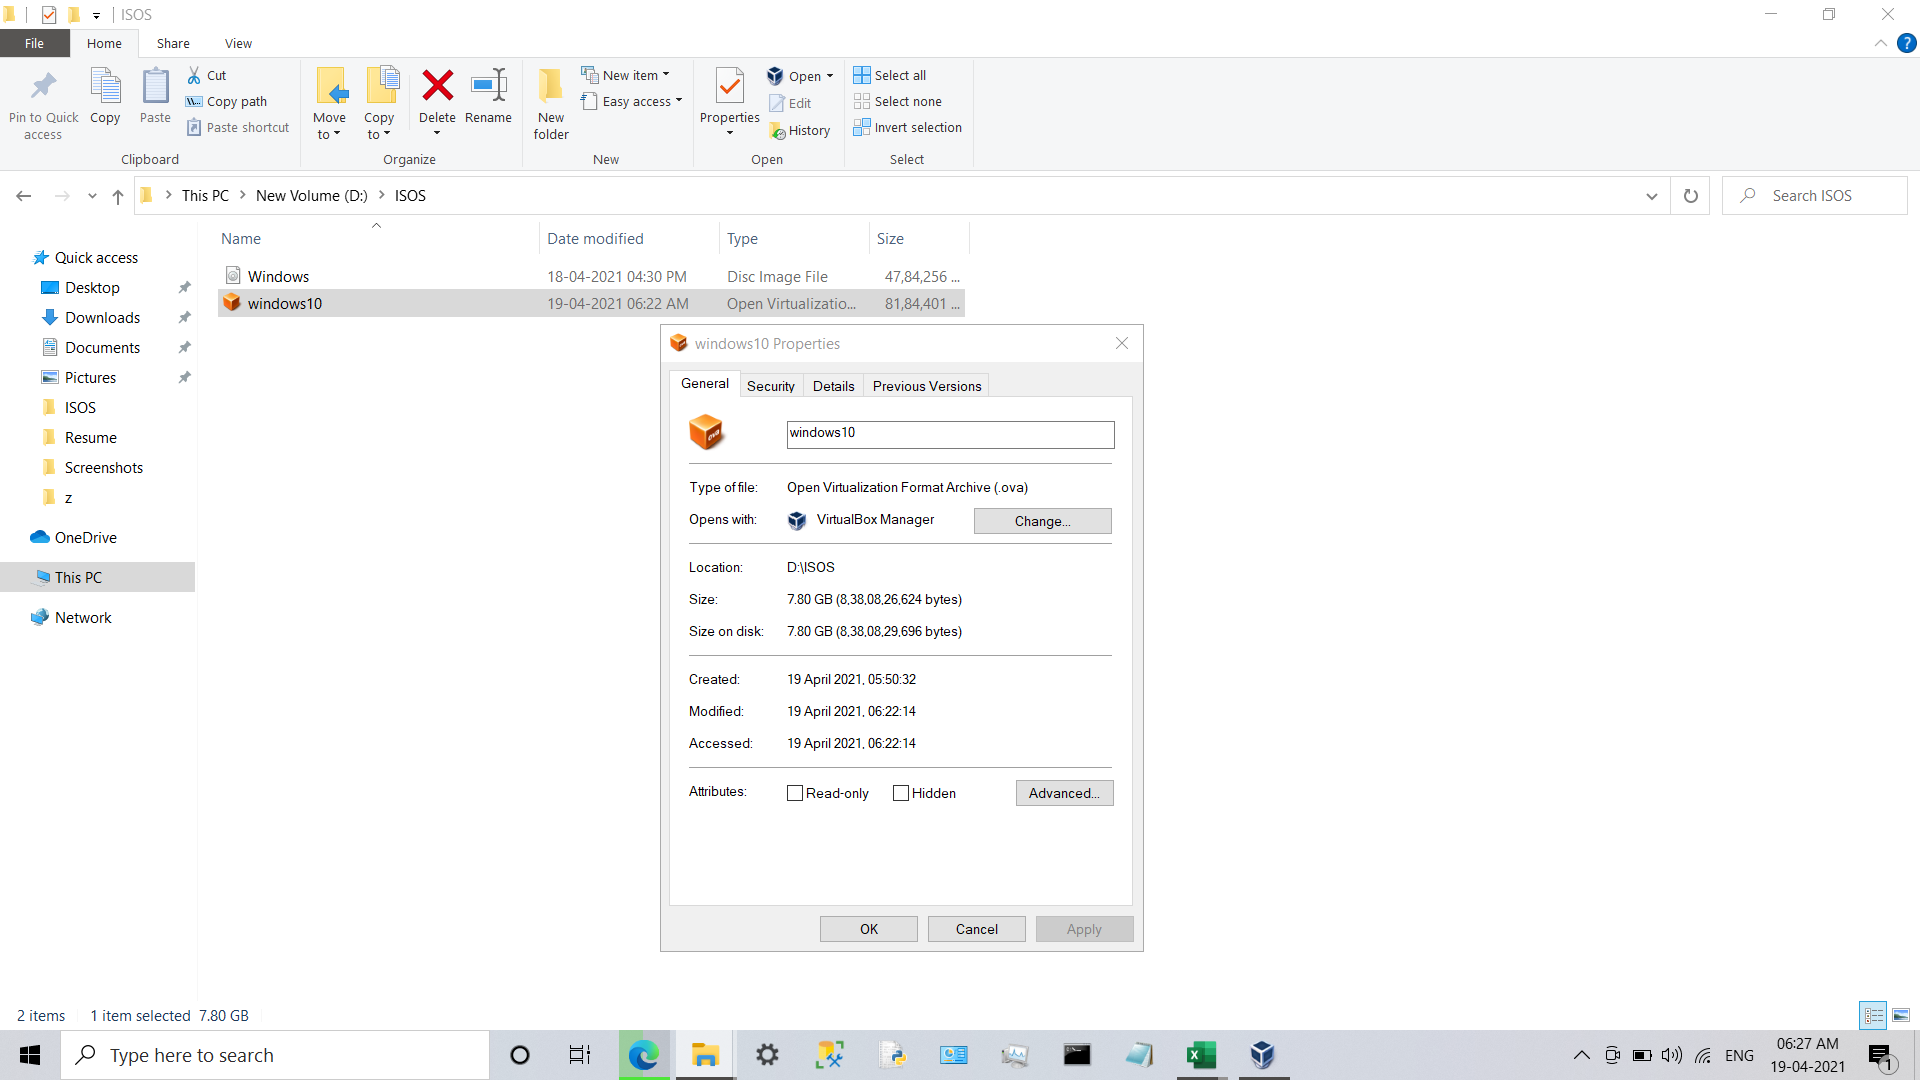 ISOS
File Home Share View
Pin to Quick access
Copy
Paste
Cut
Copy path
Paste shortcut
Clipboard
Move to
Copy to
Delete
Rename
Organize
New folder
New item
Easy access
New
Properties
Open
Edit
History
Open
Select all
Select none
Invert selection
Select
This PC New Volume (D:) ISOS
Search ISOS
Name Date modified Type Size
Windows 18-04-2021 04:30 PM Disc Image File 47,84,256 ...
windows10 19-04-2021 06:22 AM Open Virtualizatio... 81,84,401 ...
Quick access
Desktop
Downloads
Documents
Pictures
ISOS
Resume
Screenshots
z
OneDrive
This PC
Network
windows10 Properties
General Security Details Previous Versions
ova
windows10
Type of file: Open Virtualization Format Archive (.ova)
Opens with: VirtualBox Manager Change...
Location: D:\ISOS
Size: 7.80 GB (8,38,08,26,624 bytes)
Size on disk: 7.80 GB (8,38,08,29,696 bytes)
Created: 19 April 2021, 05:50:32
Modified: 19 April 2021, 06:22:14
Accessed: 19 April 2021, 06:22:14
Attributes: Read-only Hidden Advanced...
OK Cancel Apply
2 items 1 item selected 7.80 GB
Type here to search
ENG
06:27 AM
19-04-2021
1